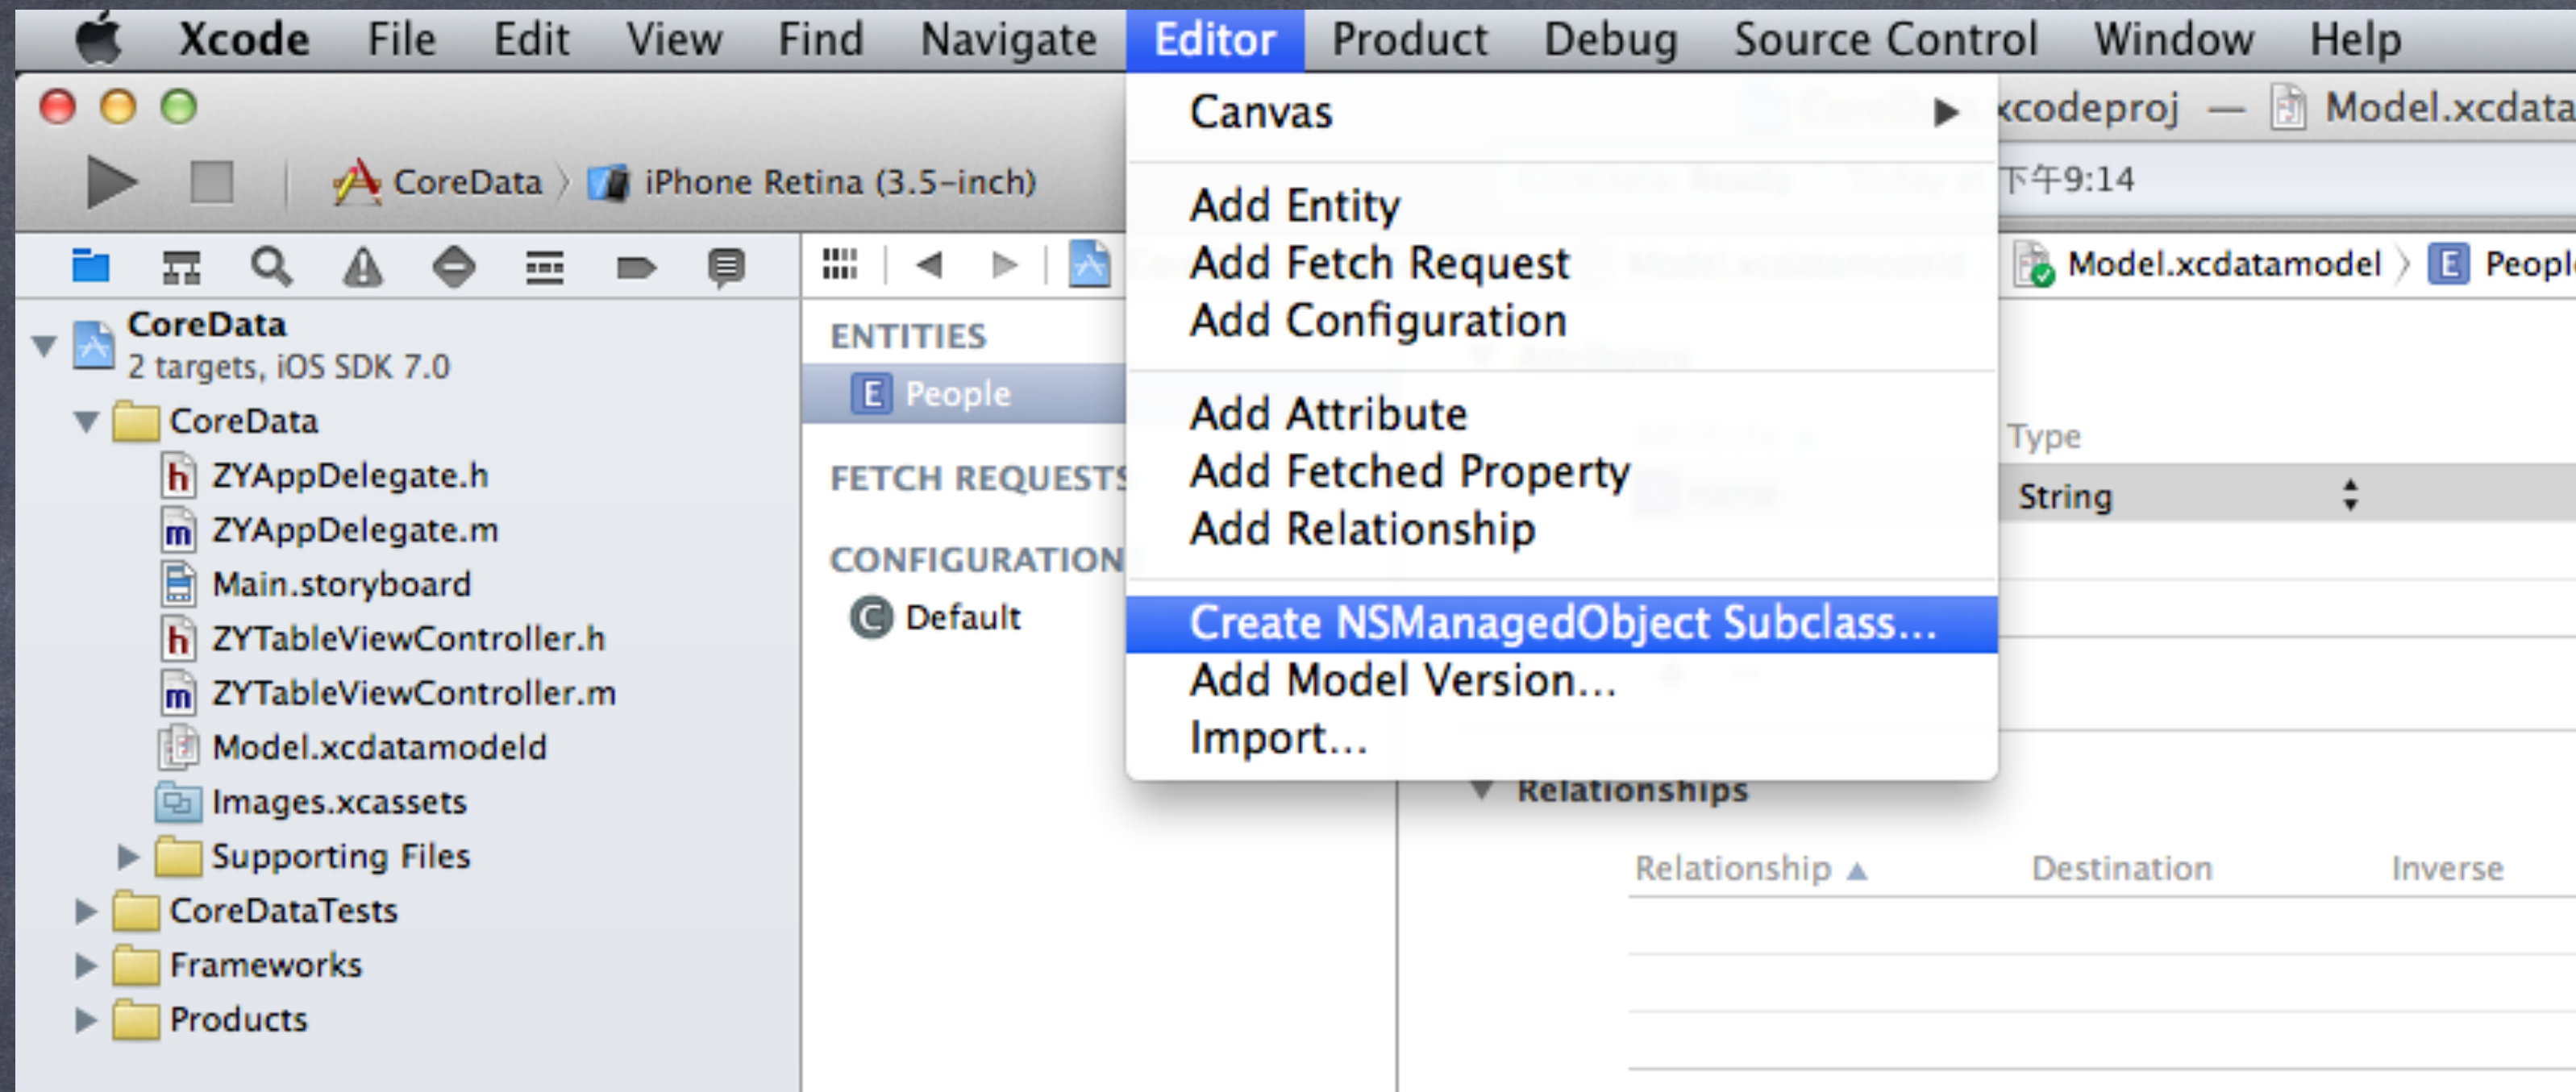 Xcode File Edit View Find Navigate Editor Product Debug Source Control Window Help
xcodeproj — Model.xcdata
CoreData 〉 iPhone Retina (3.5-inch)
下午9:14
Model.xcdatamodel 〉 E Peopl
CoreData
2 targets, iOS SDK 7.0
CoreData
h ZYAppDelegate.h
m ZYAppDelegate.m
Main.storyboard
h ZYTableViewController.h
m ZYTableViewController.m
Model.xcdatamodeld
Images.xcassets
Supporting Files
CoreDataTests
Frameworks
Products
ENTITIES
E People
FETCH REQUESTS
CONFIGURATION
C Default
Canvas
Add Entity
Add Fetch Request
Add Configuration
Add Attribute
Add Fetched Property
Add Relationship
Create NSManagedObject Subclass...
Add Model Version...
Import...
Type
String
Relationships
Relationship Destination Inverse